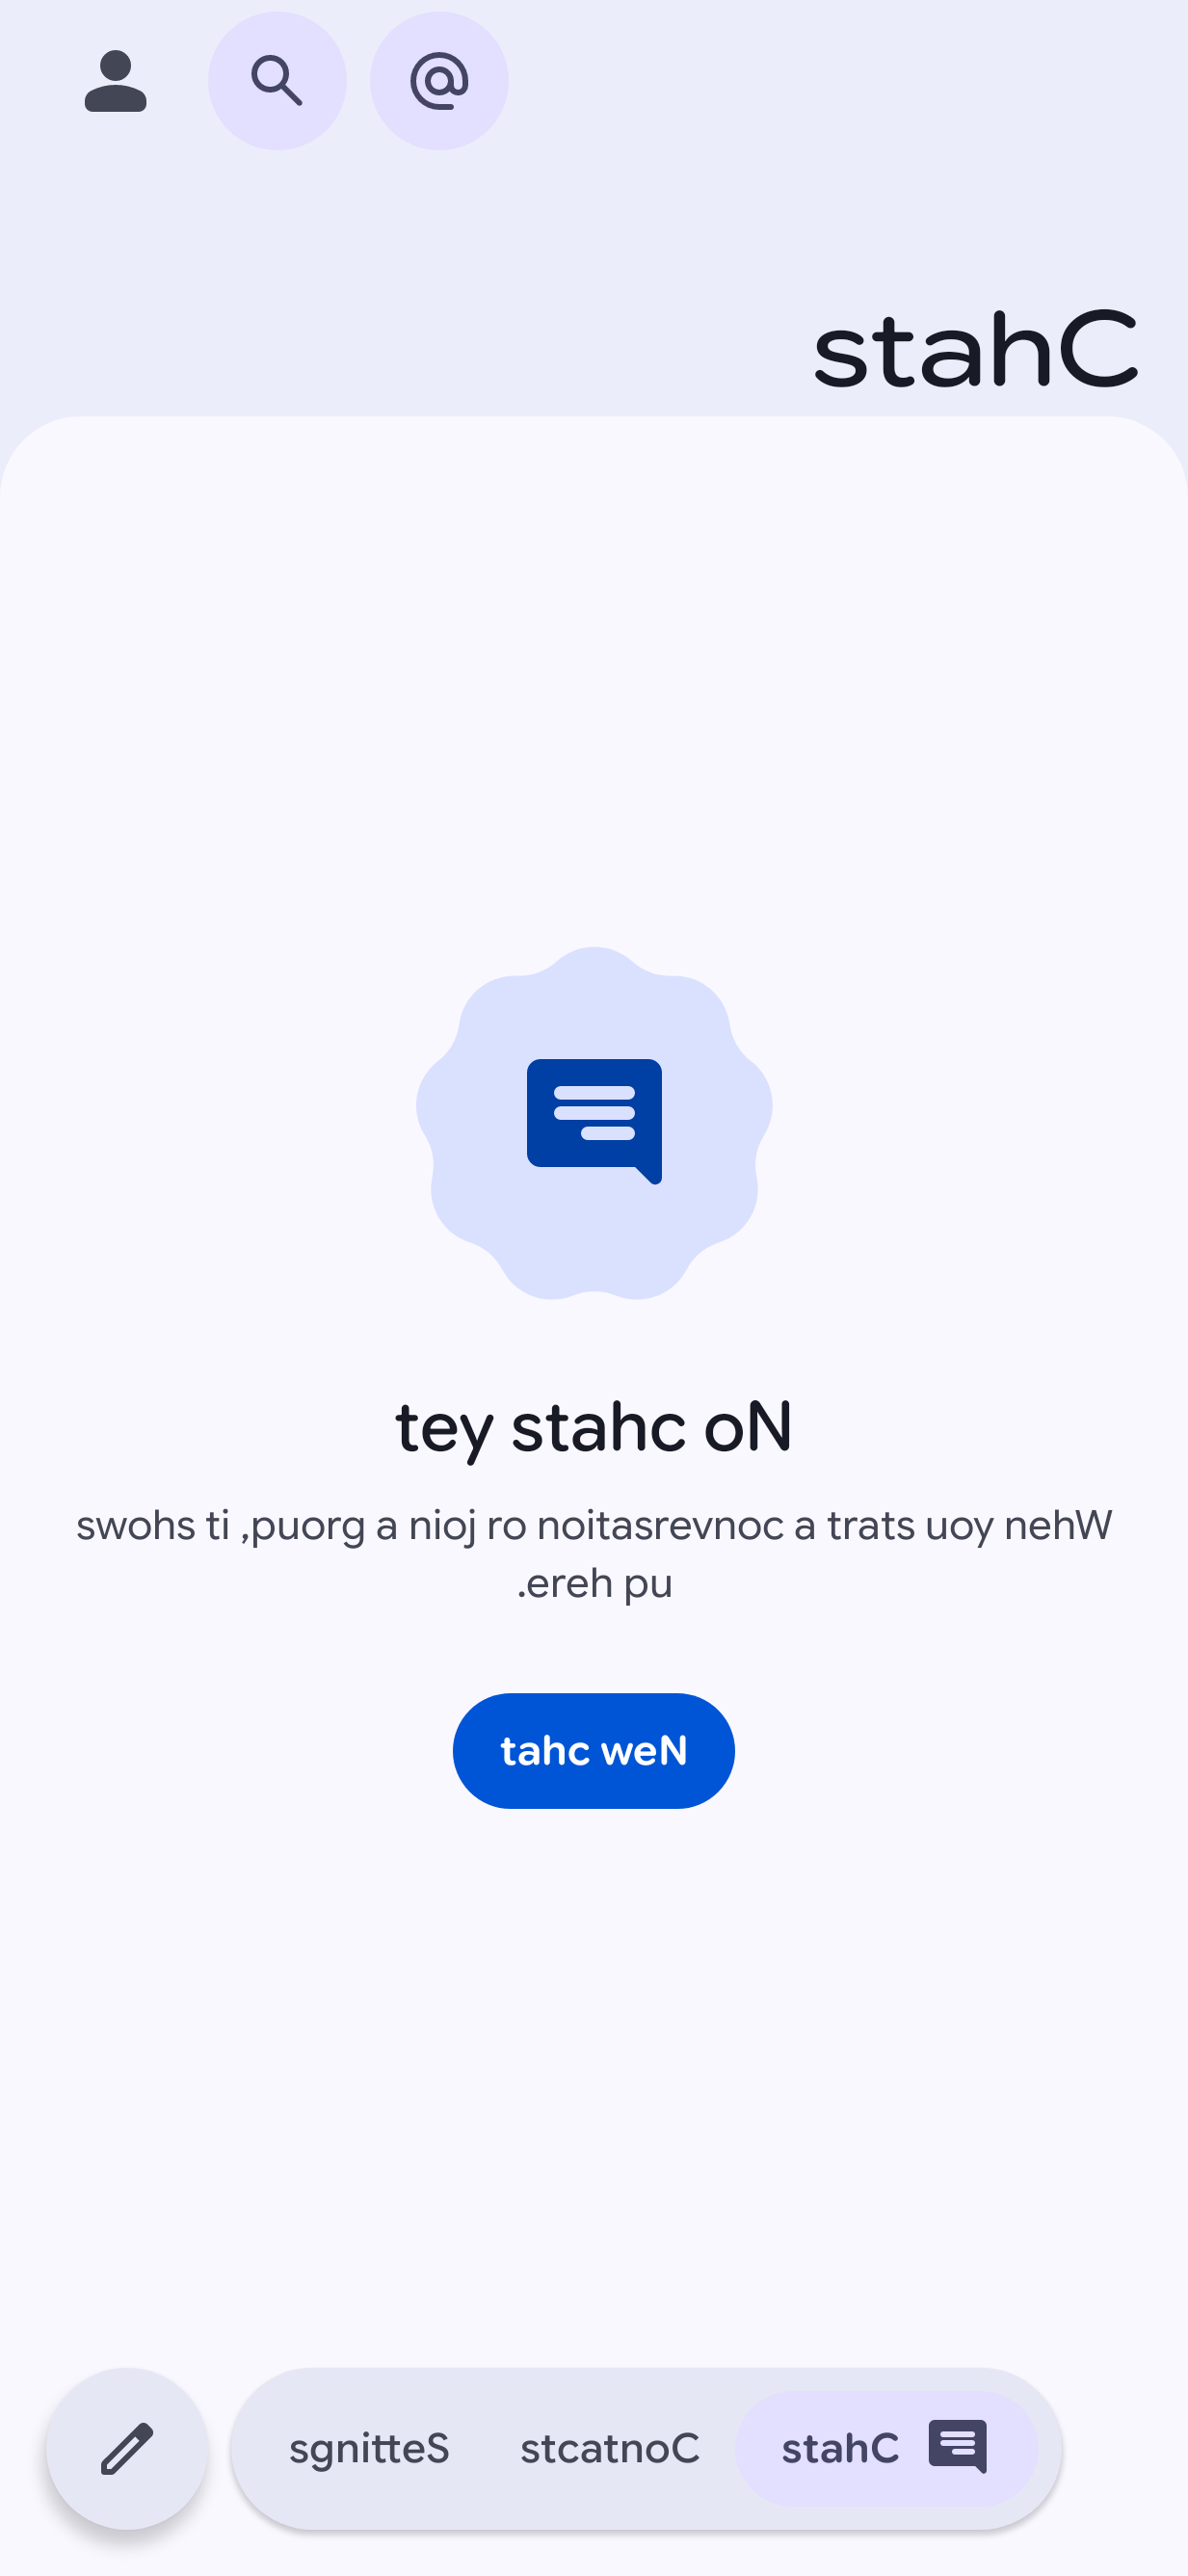 stahC
tey stahc oN
swohs ti ,puorg a nioj ro noitasrevnoc a trats uoy nehW
.ereh pu
tahc weN
sgnitteS stcatnoC stahC